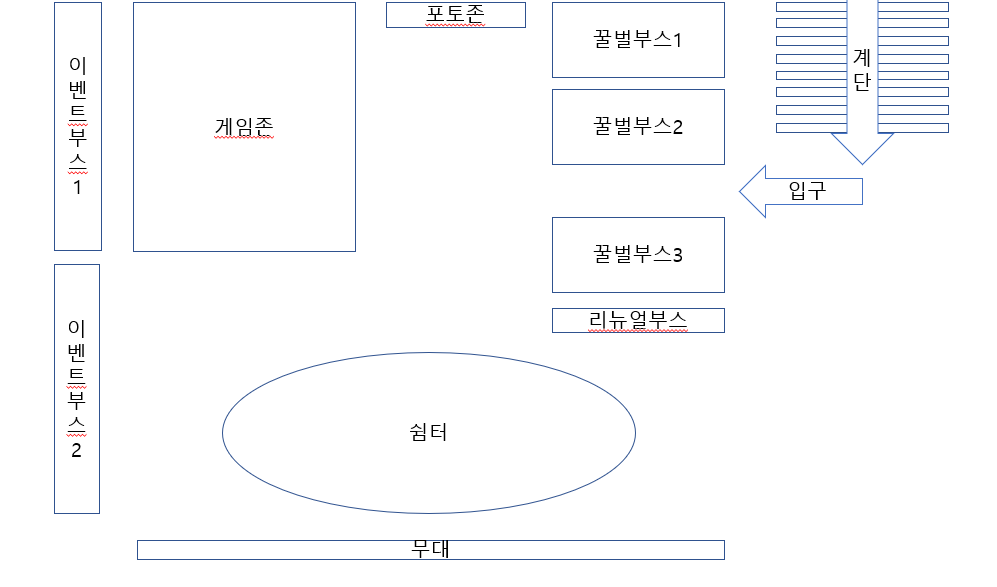 포토존
꿀벌부스1
계단
이벤트부스1
게임존
꿀벌부스2
입구
꿀벌부스3
리뉴얼부스
이벤트부스2
쉼터
무대